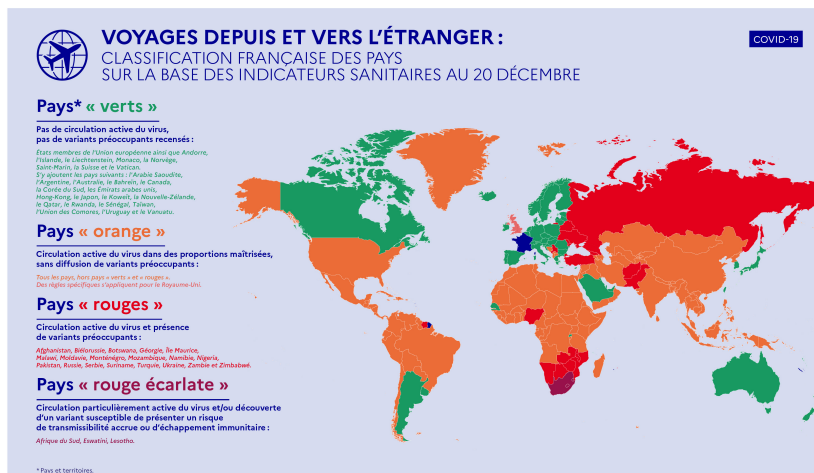 VOYAGES DEPUIS ET VERS L'ÉTRANGER :
COVID-19
CLASSIFICATION FRANÇAISE DES PAYS
SUR LA BASE DES INDICATEURS SANITAIRES AU 20 DÉCEMBRE
Pays* « verts »
Pas de circulation active du virus,
pas de variants préoccupants recensés :
États membres de l'Union européenne ainsi que Andorre,
l'Islande, le Liechtenstein, Monaco, la Norvège,
Saint-Marin, la Suisse et le Vatican.
S'y ajoutent les pays suivants : l'Arabie Saoudite,
l'Argentine, l'Australie, le Bahreïn, le Canada,
la Corée du Sud, les Émirats arabes unis,
Hong-Kong, le Japon, le Koweït, la Nouvelle-Zélande,
le Qatar, le Rwanda, le Sénégal, Taïwan,
l'Union des Comores, l'Uruguay et le Vanuatu.
Pays « orange »
Circulation active du virus dans des proportions maîtrisées,
sans diffusion de variants préoccupants :
Tous les pays, hors pays « verts » et « rouges ».
Des règles spécifiques s'appliquent pour le Royaume-Uni.
Pays « rouges »
Circulation active du virus et présence
de variants préoccupants :
Afghanistan, Biélorussie, Botswana, Géorgie, Île Maurice,
Malawi, Moldavie, Monténégro, Mozambique, Namibie, Nigeria,
Pakistan, Russie, Serbie, Suriname, Turquie, Ukraine, Zambie et Zimbabwé.
Pays « rouge écarlate »
Circulation particulièrement active du virus et/ou découverte
d'un variant susceptible de présenter un risque
de transmissibilité accrue ou d'échappement immunitaire :
Afrique du Sud, Eswatini, Lesotho.
* Pays et territoires.